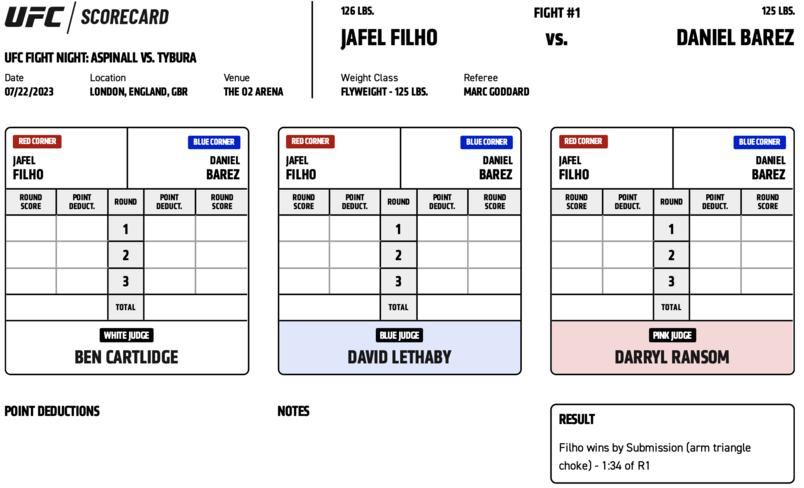 UFC / SCORECARD
UFC FIGHT NIGHT: ASPINALL VS. TYBURA
Date Location Venue
07/22/2023 LONDON, ENGLAND, GBR THE O2 ARENA
126 LBS. FIGHT #1 125 LBS.
JAFEL FILHO VS. DANIEL BAREZ
Weight Class Referee
FLYWEIGHT - 125 LBS. MARC GODDARD
RED CORNER BLUE CORNER
JAFEL DANIEL
FILHO BAREZ
ROUND POINT ROUND POINT ROUND
SCORE DEDUCT. DEDUCT. SCORE
1
2
3
TOTAL
WHITE JUDGE
BEN CARTLIDGE
RED CORNER BLUE CORNER
JAFEL DANIEL
FILHO BAREZ
ROUND POINT ROUND POINT ROUND
SCORE DEDUCT. DEDUCT. SCORE
1
2
3
TOTAL
BLUE JUDGE
DAVID LETHABY
RED CORNER BLUE CORNER
JAFEL DANIEL
FILHO BAREZ
ROUND POINT ROUND POINT ROUND
SCORE DEDUCT. DEDUCT. SCORE
1
2
3
TOTAL
PINK JUDGE
DARRYL RANSOM
POINT DEDUCTIONS
NOTES
RESULT
Filho wins by Submission (arm triangle
choke) - 1:34 of R1